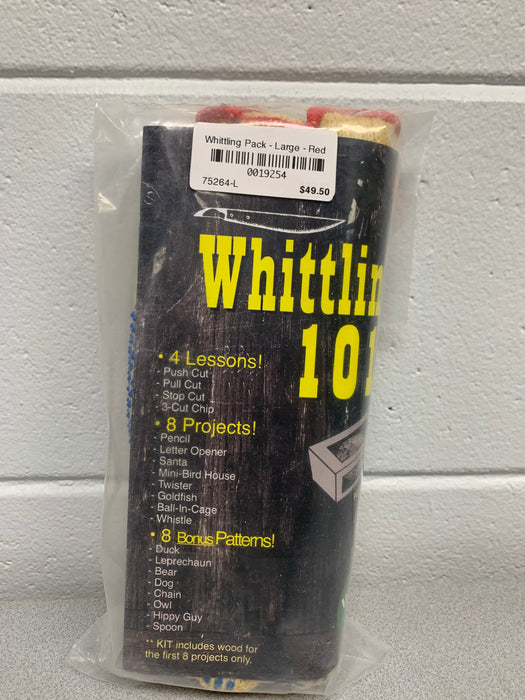 Whittling Pack - Large - Red
0019254
75264-L
$49.50
Whittlin
101
• 4 Lessons!
- Push Cut
- Pull Cut
- Stop Cut
- 3-Cut Chip
• 8 Projects!
- Pencil
- Letter Opener
- Santa
- Mini-Bird House
- Twister
- Goldfish
- Ball-In-Cage
- Whistle
• 8 Bonus Patterns!
- Duck
- Leprechaun
- Bear
- Dog
- Chain
- Owl
- Hippy Guy
- Spoon
** KIT includes wood for
the first 8 projects only.